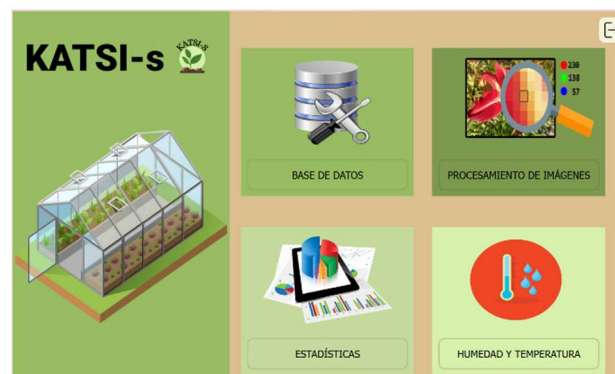 KATSI-s
KATSI-S
230
138
57
BASE DE DATOS
PROCESAMIENTO DE IMÁGENES
ESTADÍSTICAS
HUMEDAD Y TEMPERATURA